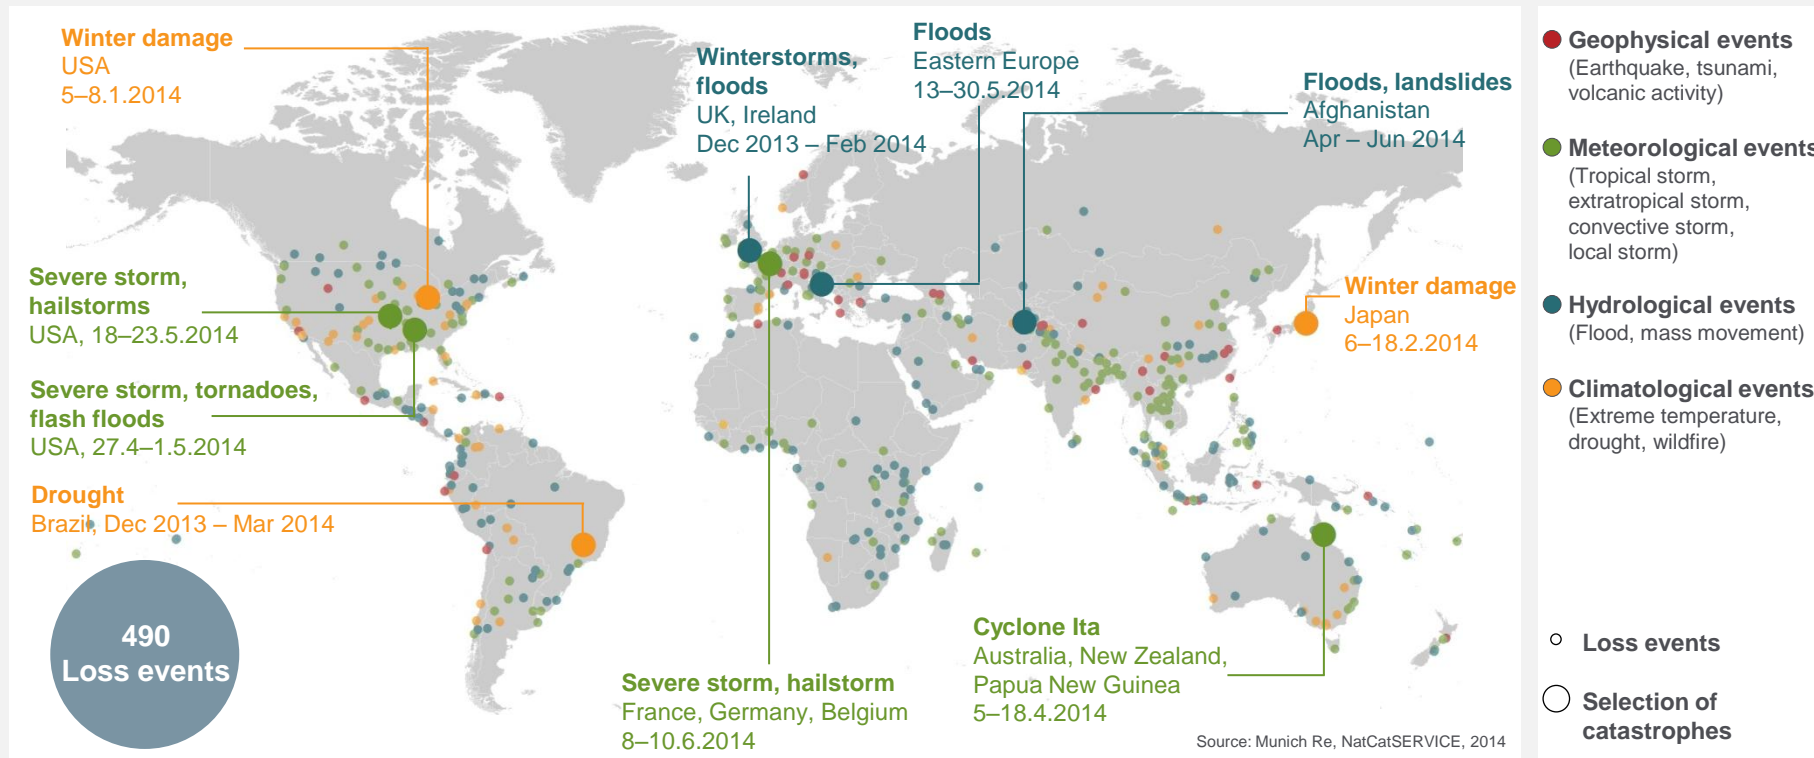 Winter damage
USA
5–8.1.2014
Winterstorms,
floods
UK, Ireland
Dec 2013 – Feb 2014
Floods
Eastern Europe
13–30.5.2014
Floods, landslides
Afghanistan
Apr – Jun 2014
Severe storm,
hailstorms
USA, 18–23.5.2014
Winter damage
Japan
6–18.2.2014
Severe storm, tornadoes,
flash floods
USA, 27.4–1.5.2014
Drought
Brazil, Dec 2013 – Mar 2014
490
Loss events
Severe storm, hailstorm
France, Germany, Belgium
8–10.6.2014
Cyclone Ita
Australia, New Zealand,
Papua New Guinea
5–18.4.2014
Source: Munich Re, NatCatSERVICE, 2014
Geophysical events
(Earthquake, tsunami,
volcanic activity)
Meteorological events
(Tropical storm,
extratropical storm,
convective storm,
local storm)
Hydrological events
(Flood, mass movement)
Climatological events
(Extreme temperature,
drought, wildfire)
Loss events
Selection of
catastrophes